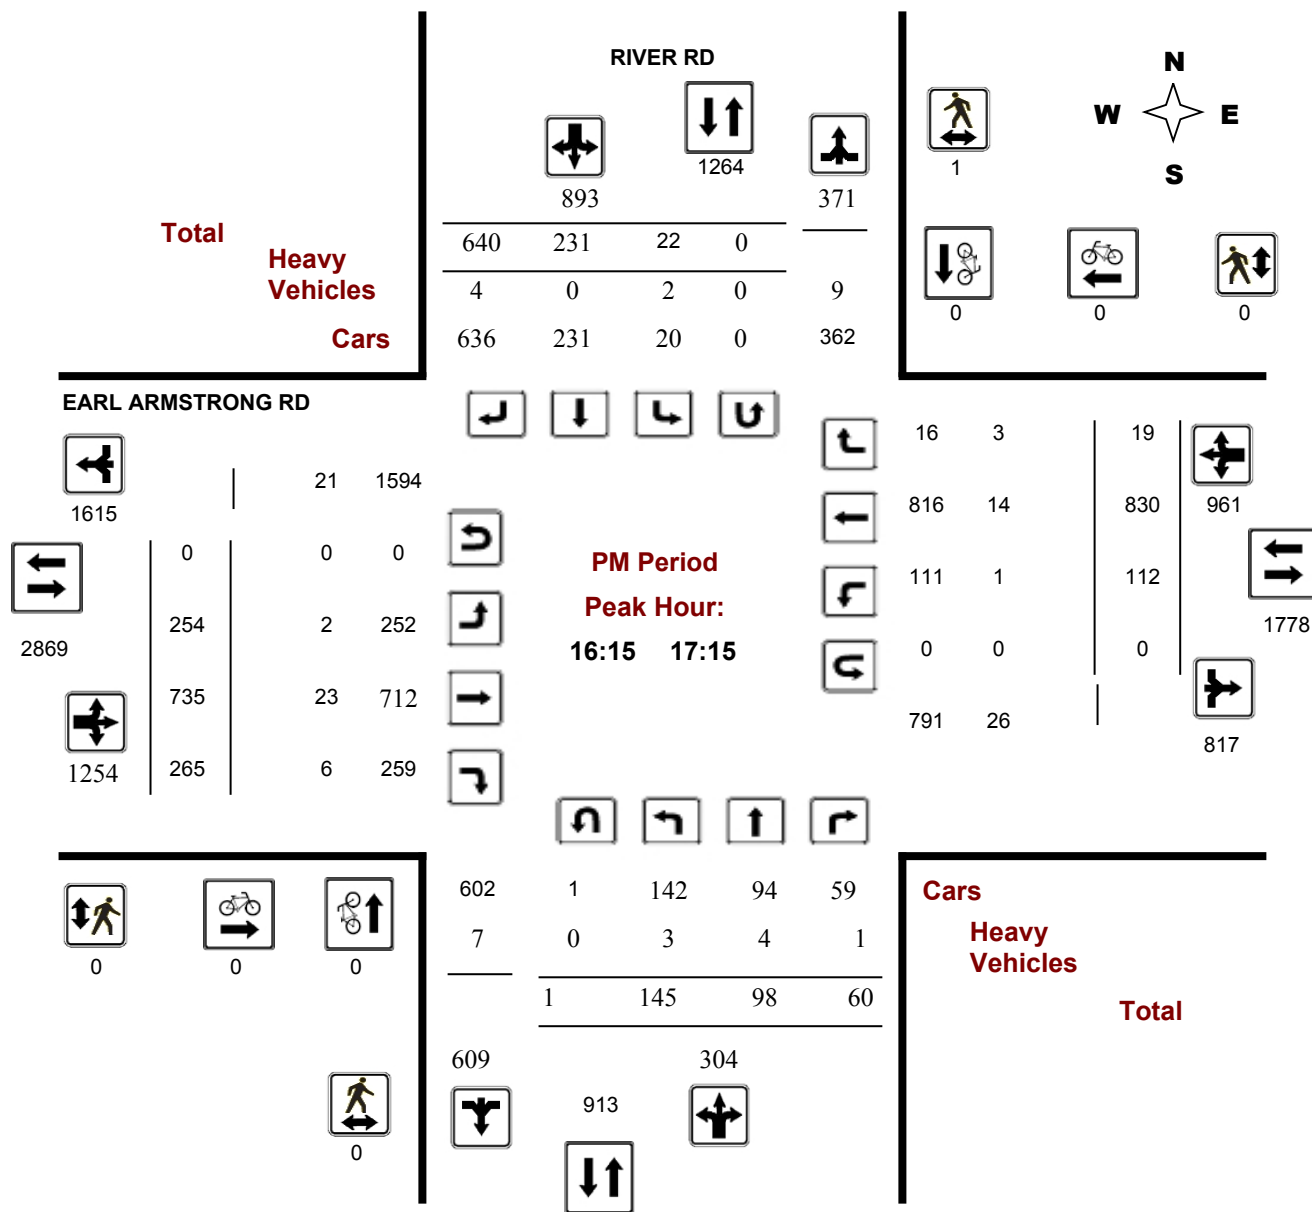 RIVER RD
N
W E
S
1264
1
893 371
Total
640 231 22 0
Heavy
Vehicles
4 0 2 0 9
0 0 0
Cars
636 231 20 0 362
EARL ARMSTRONG RD
16 3 19
21 1594
1615
816 14 830 961
0 0 0
PM Period
111 1 112
Peak Hour:
254 2 252
1778
2869
16:15 17:15
0 0 0
735 23 712
791 26
817
1254 265 6 259
602 1 142 94 59
Cars
7 0 3 4 1
Heavy
Vehicles
0 0 0
1 145 98 60
Total
609 304
913
0